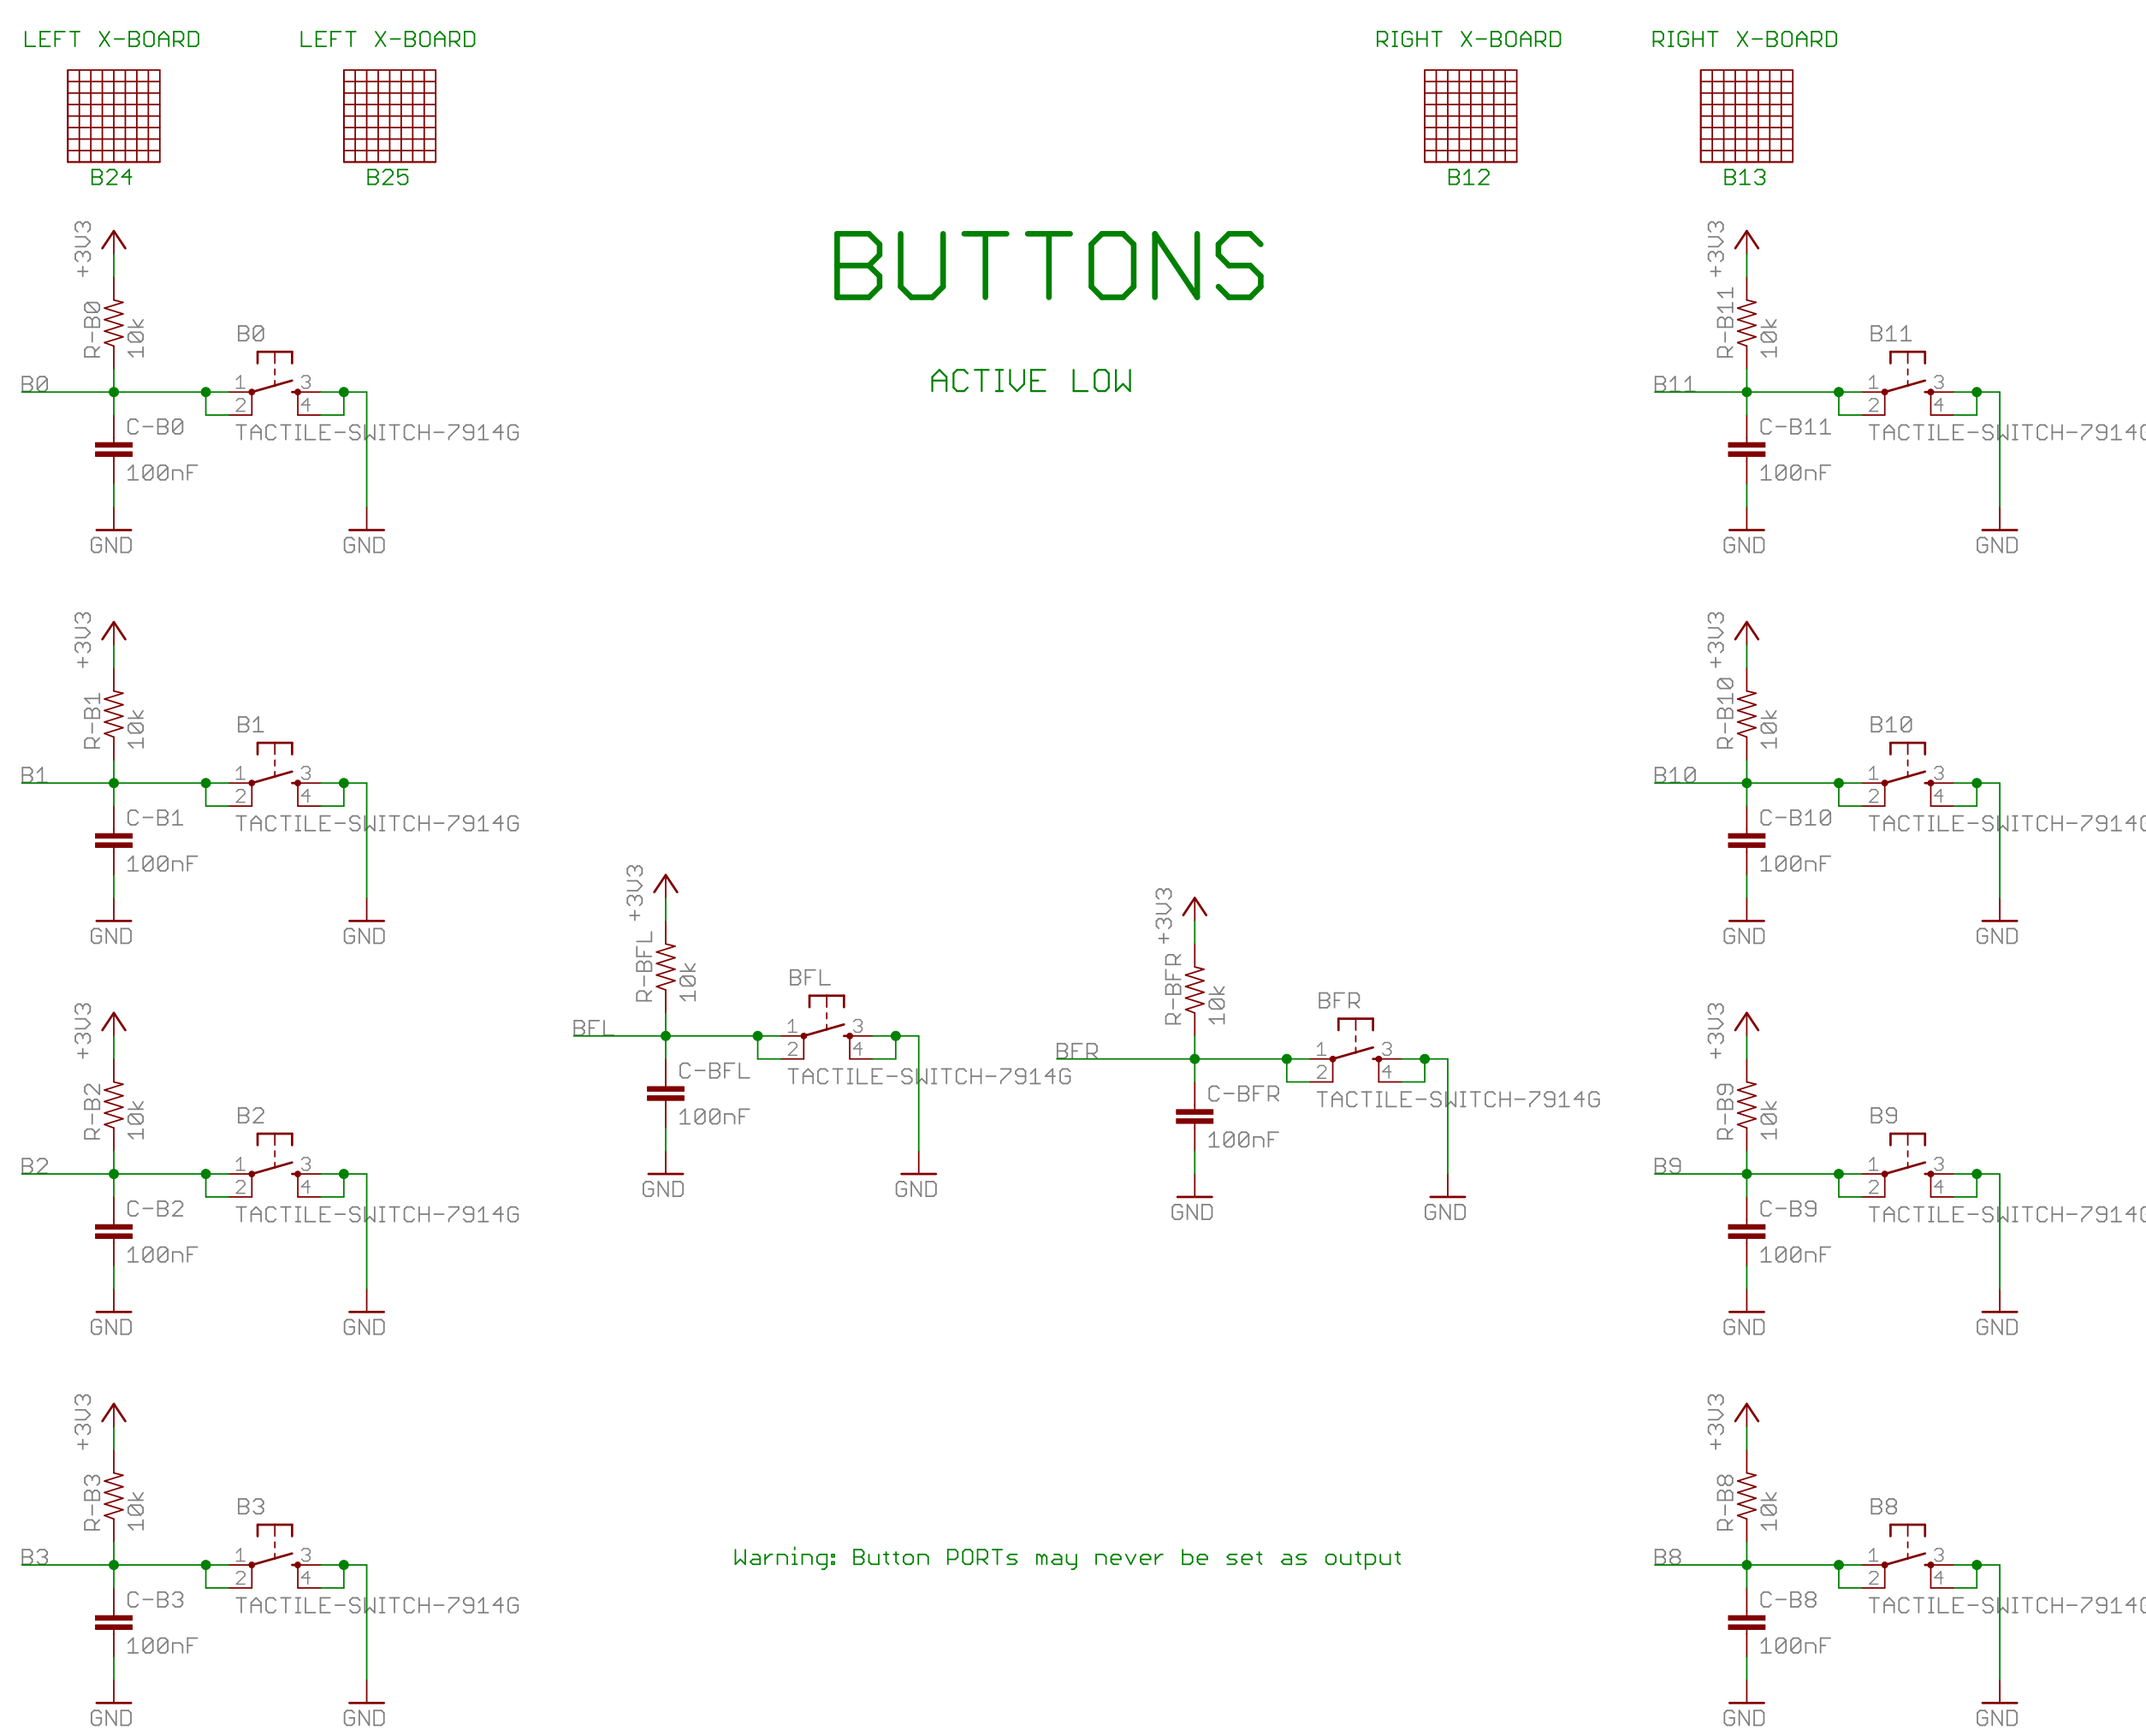 LEFT X-BOARD
LEFT X-BOARD
RIGHT X-BOARD
RIGHT X-BOARD
B24
B25
B12
B13
BUTTONS
ACTIVE LOW
+3V3
R-B0
10k
B0
B0
1
2
3
4
C-B0
TACTILE-SWITCH-7914G
100nF
GND
GND
+3V3
R-B11
10k
B11
B11
1
2
3
4
C-B11
TACTILE-SWITCH-7914G
100nF
GND
GND
+3V3
R-B1
10k
B1
B1
1
2
3
4
C-B1
TACTILE-SWITCH-7914G
100nF
GND
GND
+3V3
R-B10
10k
B10
B10
1
2
3
4
C-B10
TACTILE-SWITCH-7914G
100nF
GND
GND
+3V3
R-BFL
10k
BFL
BFL
1
2
3
4
C-BFL
TACTILE-SWITCH-7914G
100nF
GND
GND
+3V3
R-BFR
10k
BFR
BFR
1
2
3
4
C-BFR
TACTILE-SWITCH-7914G
100nF
GND
GND
+3V3
R-B2
10k
B2
B2
1
2
3
4
C-B2
TACTILE-SWITCH-7914G
100nF
GND
GND
+3V3
R-B9
10k
B9
B9
1
2
3
4
C-B9
TACTILE-SWITCH-7914G
100nF
GND
GND
+3V3
R-B3
10k
B3
B3
1
2
3
4
C-B3
TACTILE-SWITCH-7914G
100nF
GND
GND
Warning: Button PORTs may never be set as output
+3V3
R-B8
10k
B8
B8
1
2
3
4
C-B8
TACTILE-SWITCH-7914G
100nF
GND
GND